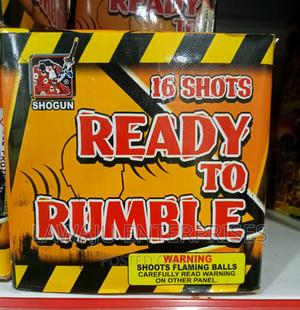 SHOGUN
16 SHOTS
READY
TO
RUMBLE
WARNING
SHOOTS FLAMING BALLS
CAREFULLY READ WARNING
ON OTHER PANEL.